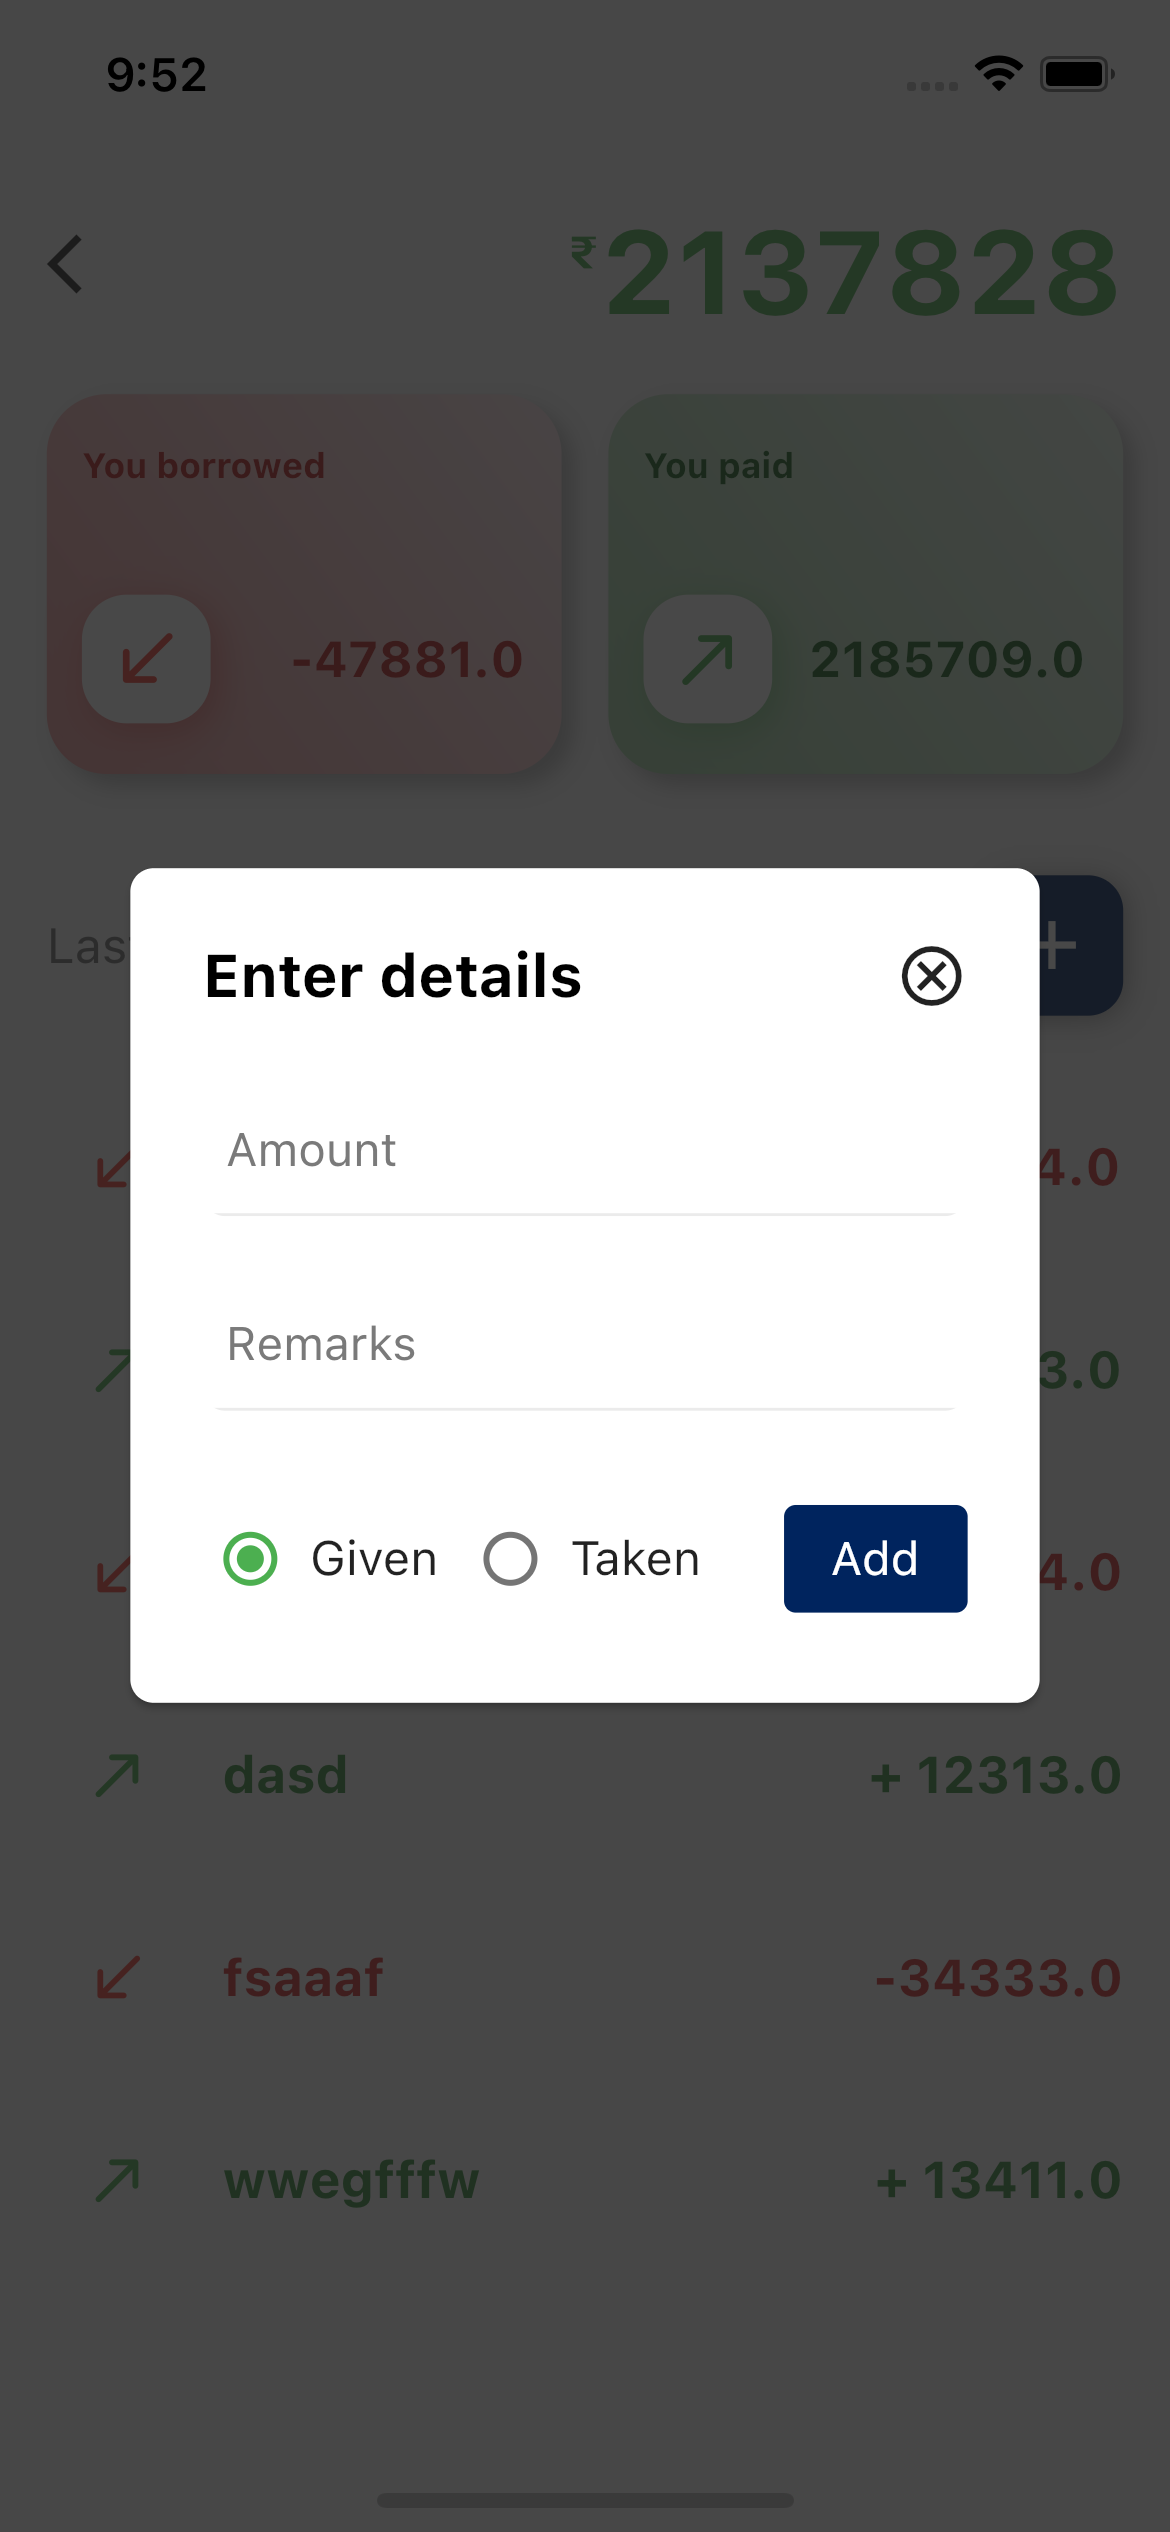 9:52
₹2137828
You borrowed
You paid
-47881.0
2185709.0
Enter details
Amount
4.0
3.0
Remarks
Given
Taken
Add
4.0
dasd
+ 12313.0
fsaaaf
-34333.0
wwegfffw
+ 13411.0